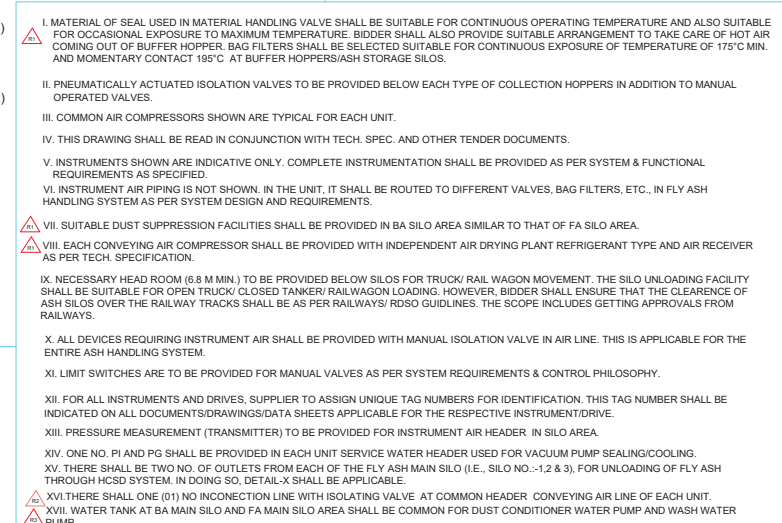 )
)
I. MATERIAL OF SEAL USED IN MATERIAL HANDLING VALVE SHALL BE SUITABLE FOR CONTINUOUS OPERATING TEMPERATURE AND ALSO SUITABLE
R1 FOR OCCASIONAL EXPOSURE TO MAXIMUM TEMPERATURE. BIDDER SHALL ALSO PROVIDE SUITABLE ARRANGEMENT TO TAKE CARE OF HOT AIR
COMING OUT OF BUFFER HOPPER. BAG FILTERS SHALL BE SELECTED SUITABLE FOR CONTINUOUS EXPOSURE OF TEMPERATURE OF 175°C MIN.
AND MOMENTARY CONTACT 195°C AT BUFFER HOPPERS/ASH STORAGE SILOS.
II. PNEUMATICALLY ACTUATED ISOLATION VALVES TO BE PROVIDED BELOW EACH TYPE OF COLLECTION HOPPERS IN ADDITION TO MANUAL
OPERATED VALVES.
III. COMMON AIR COMPRESSORS SHOWN ARE TYPICAL FOR EACH UNIT.
IV. THIS DRAWING SHALL BE READ IN CONJUNCTION WITH TECH. SPEC. AND OTHER TENDER DOCUMENTS.
V. INSTRUMENTS SHOWN ARE INDICATIVE ONLY. COMPLETE INSTRUMENTATION SHALL BE PROVIDED AS PER SYSTEM & FUNCTIONAL
REQUIREMENTS AS SPECIFIED.
VI. INSTRUMENT AIR PIPING IS NOT SHOWN. IN THE UNIT, IT SHALL BE ROUTED TO DIFFERENT VALVES, BAG FILTERS, ETC., IN FLY ASH
HANDLING SYSTEM AS PER SYSTEM DESIGN AND REQUIREMENTS.
R1 VII. SUITABLE DUST SUPPRESSION FACILITIES SHALL BE PROVIDED IN BA SILO AREA SIMILAR TO THAT OF FA SILO AREA.
R1 VIII. EACH CONVEYING AIR COMPRESSOR SHALL BE PROVIDED WITH INDEPENDENT AIR DRYING PLANT REFRIGERANT TYPE AND AIR RECEIVER
AS PER TECH. SPECIFICATION.
IX. NECESSARY HEAD ROOM (6.8 M MIN.) TO BE PROVIDED BELOW SILOS FOR TRUCK/ RAIL WAGON MOVEMENT. THE SILO UNLOADING FACILITY
SHALL BE SUITABLE FOR OPEN TRUCK/ CLOSED TANKER/ RAILWAGON LOADING. HOWEVER, BIDDER SHALL ENSURE THAT THE CLEARENCE OF
ASH SILOS OVER THE RAILWAY TRACKS SHALL BE AS PER RAILWAYS/ RDSO GUIDLINES. THE SCOPE INCLUDES GETTING APPROVALS FROM
RAILWAYS.
X. ALL DEVICES REQUIRING INSTRUMENT AIR SHALL BE PROVIDED WITH MANUAL ISOLATION VALVE IN AIR LINE. THIS IS APPLICABLE FOR THE
ENTIRE ASH HANDLING SYSTEM.
XI. LIMIT SWITCHES ARE TO BE PROVIDED FOR MANUAL VALVES AS PER SYSTEM REQUIREMENTS & CONTROL PHILOSOPHY.
XII. FOR ALL INSTRUMENTS AND DRIVES, SUPPLIER TO ASSIGN UNIQUE TAG NUMBERS FOR IDENTIFICATION. THIS TAG NUMBER SHALL BE
INDICATED ON ALL DOCUMENTS/DRAWINGS/DATA SHEETS APPLICABLE FOR THE RESPECTIVE INSTRUMENT/DRIVE.
XIII. PRESSURE MEASUREMENT (TRANSMITTER) TO BE PROVIDED FOR INSTRUMENT AIR HEADER IN SILO AREA.
XIV. ONE NO. PI AND PG SHALL BE PROVIDED IN EACH UNIT SERVICE WATER HEADER USED FOR VACUUM PUMP SEALING/COOLING.
XV. THERE SHALL BE TWO NO. OF OUTLETS FROM EACH OF THE FLY ASH MAIN SILO (I.E., SILO NO.:-1,2 & 3), FOR UNLOADING OF FLY ASH
THROUGH HCSD SYSTEM. IN DOING SO, DETAIL-X SHALL BE APPLICABLE.
R2 XVI.THERE SHALL ONE (01) NO INCONECTION LINE WITH ISOLATING VALVE AT COMMON HEADER CONVEYING AIR LINE OF EACH UNIT.
R3 XVII. WATER TANK AT BA MAIN SILO AND FA MAIN SILO AREA SHALL BE COMMON FOR DUST CONDITIONER WATER PUMP AND WASH WATER
PUMP